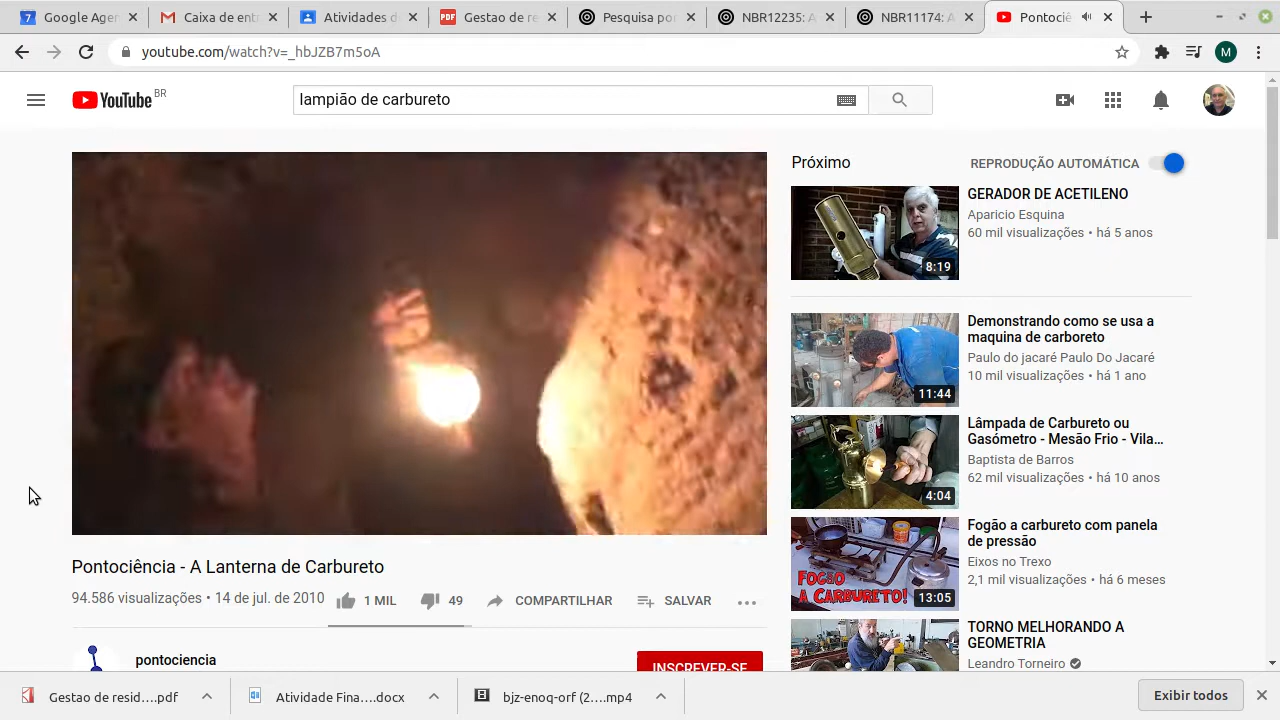 Google Agen
Caixa de ent
Atividades d
Gestao de re
Pesquisa por
NBR12235: A
NBR11174: A
Pontociê
youtube.com/watch?v=_hbJZB7m5oA
M
YouTube BR
lampião de carbureto
Próximo
REPRODUÇÃO AUTOMÁTICA
GERADOR DE ACETILENO
Aparicio Esquina
60 mil visualizações • há 5 anos
8:19
Demonstrando como se usa a
maquina de carboreto
Paulo do jacaré Paulo Do Jacaré
10 mil visualizações • há 1 ano
11:44
Lâmpada de Carbureto ou
Gasómetro - Mesão Frio - Vila...
Baptista de Barros
62 mil visualizações • há 10 anos
4:04
Fogão a carbureto com panela
de pressão
Eixos no Trexo
2,1 mil visualizações • há 6 meses
FOGÃO
A CARBURETO!
13:05
TORNO MELHORANDO A
GEOMETRIA
Leandro Torneiro
Pontociência - A Lanterna de Carbureto
94.586 visualizações • 14 de jul. de 2010
1 MIL
49
COMPARTILHAR
SALVAR
pontociencia
INSCREVER-SE
Gestao de resid....pdf
Atividade Fina....docx
bjz-enoq-orf (2....mp4
Exibir todos